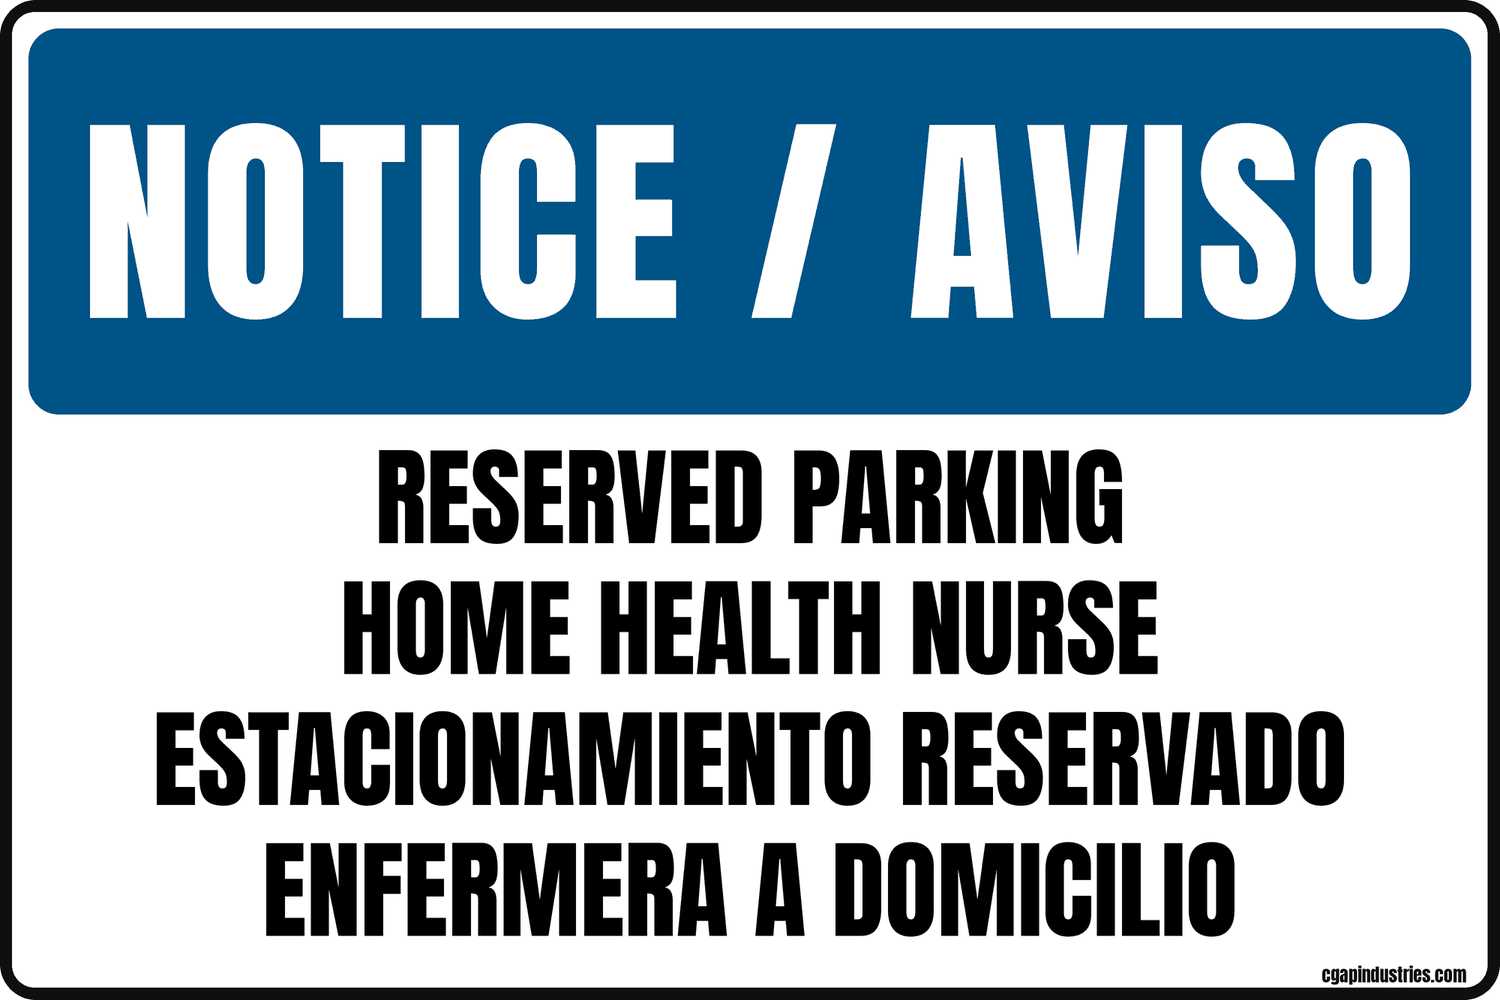 NOTICE / AVISO
RESERVED PARKING
HOME HEALTH NURSE
ESTACIONAMIENTO RESERVADO
ENFERMERA A DOMICILIO
cgapindustries.com